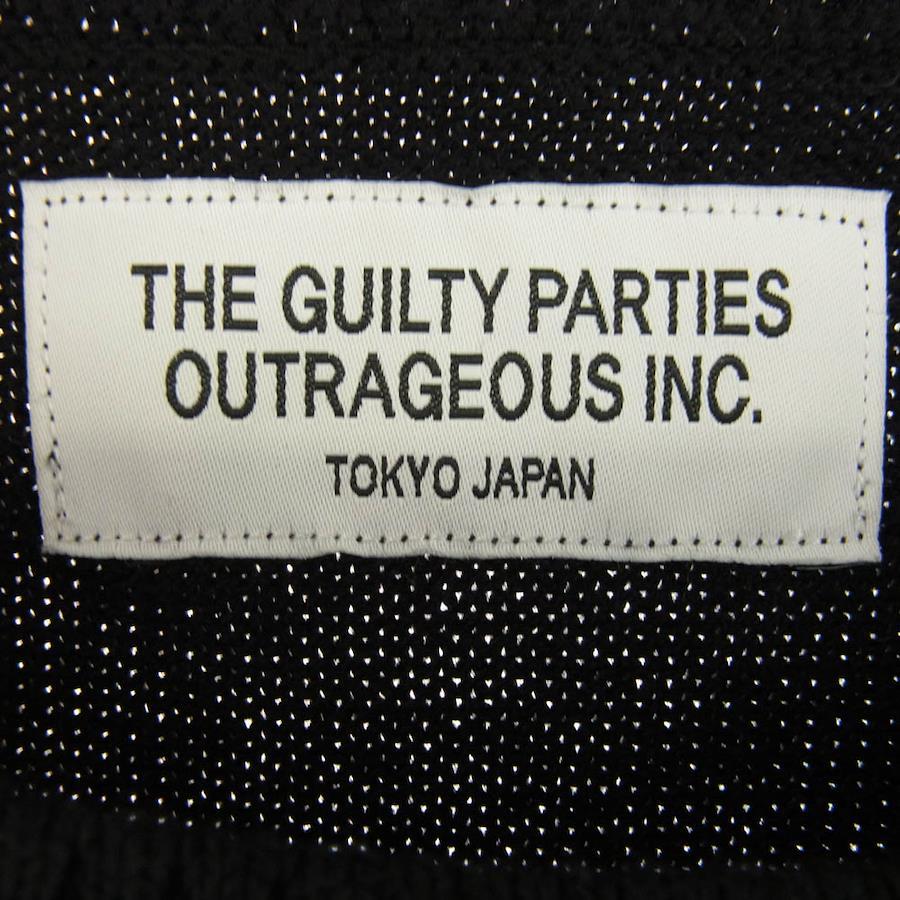 THE GUILTY PARTIES
OUTRAGEOUS INC.
TOKYO JAPAN